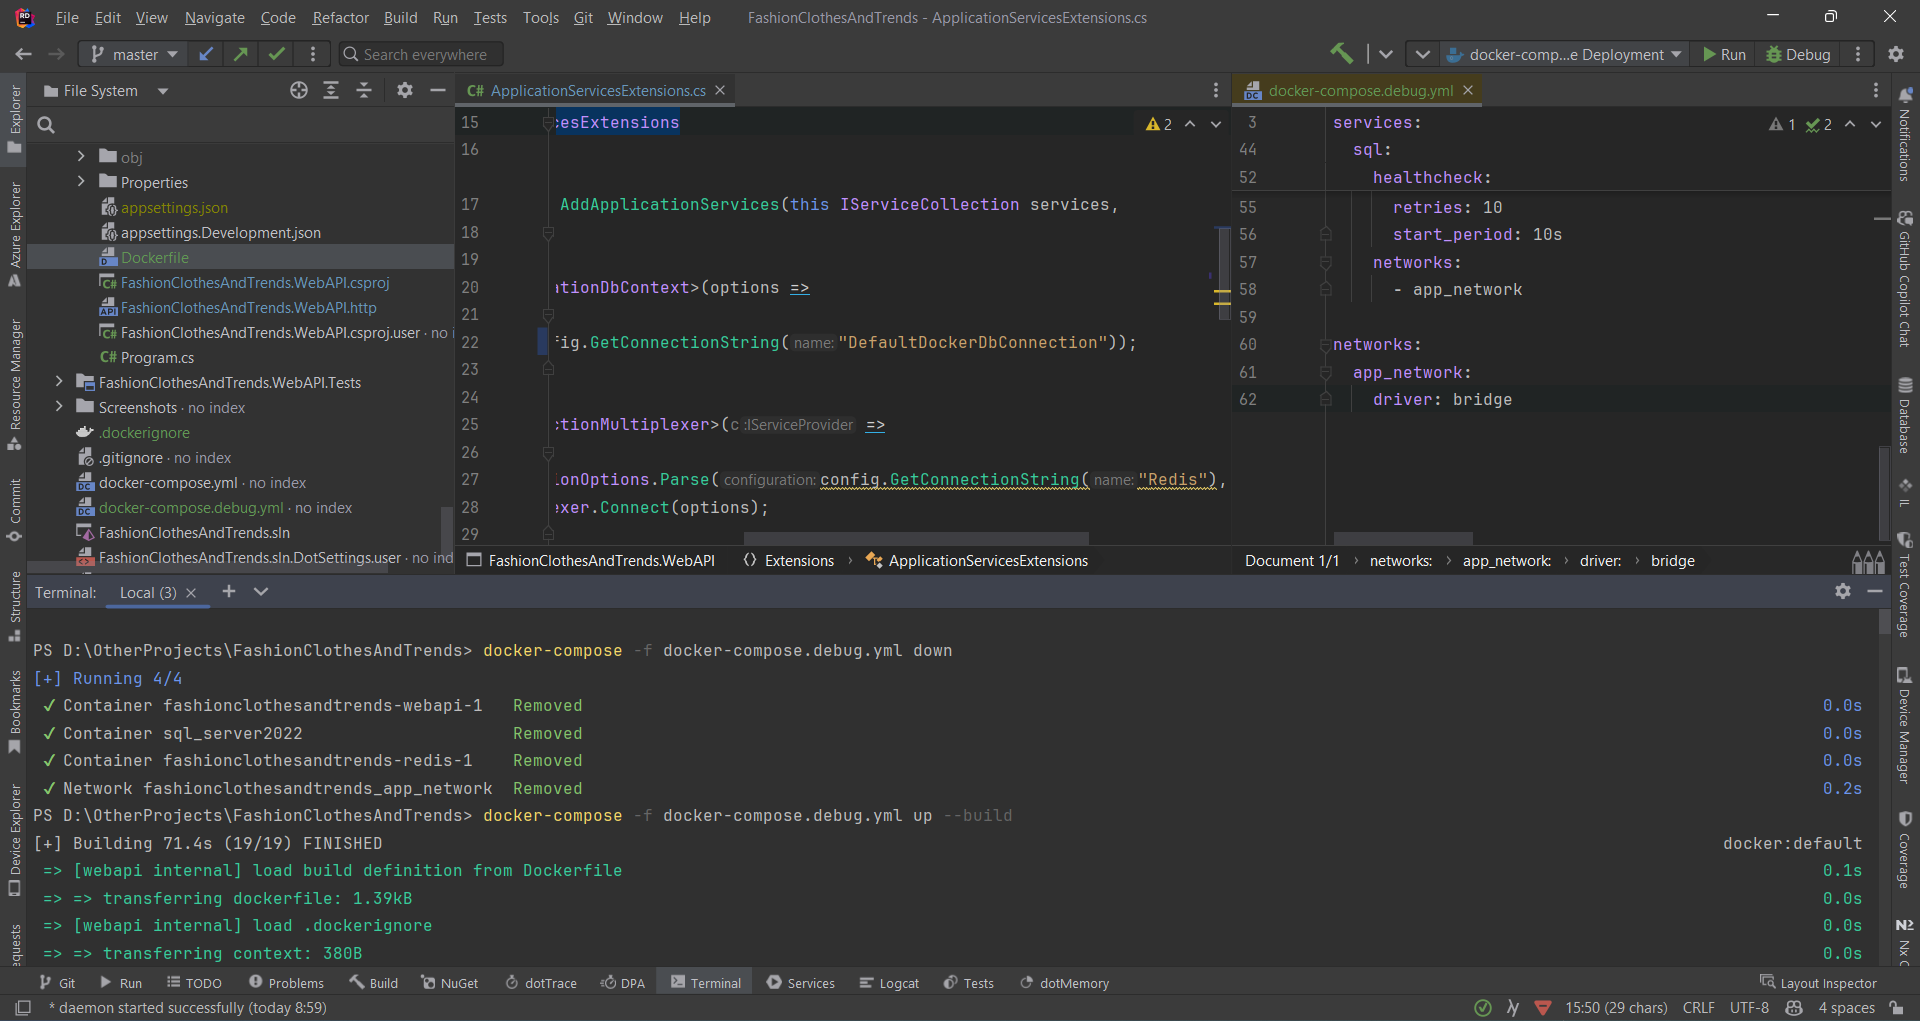 File Edit View Navigate Code Refactor Build Run Tests Tools Git Window Help FashionClothesAndTrends - ApplicationServicesExtensions.cs
master Search everywhere docker-comp...e Deployment Run Debug
File System
obj
Properties
appsettings.json
appsettings.Development.json
Dockerfile
FashionClothesAndTrends.WebAPI.csproj
FashionClothesAndTrends.WebAPI.http
FashionClothesAndTrends.WebAPI.csproj.user · no i
Program.cs
FashionClothesAndTrends.WebAPI.Tests
Screenshots · no index
.dockerignore
.gitignore · no index
docker-compose.yml · no index
docker-compose.debug.yml · no index
FashionClothesAndTrends.sln
FashionClothesAndTrends.sln.DotSettings.user · no ind
C# ApplicationServicesExtensions.cs
15 cesExtensions
2
16
17 AddApplicationServices(this IServiceCollection services,
18
19
20 ationDbContext>(options =>
21
22 fig.GetConnectionString( name: "DefaultDockerDbConnection"));
23
24
25 ctionMultiplexer>(c :IServiceProvider =>
26
27 ionOptions.Parse( configuration: config.GetConnectionString( name: "Redis"),
28 exer.Connect(options);
29
FashionClothesAndTrends.WebAPI Extensions › ApplicationServicesExtensions
docker-compose.debug.yml
3 services:
1 2
44 sql:
52 healthcheck:
55 retries: 10
56 start_period: 10s
57 networks:
58 - app_network
59
60 networks:
61 app_network:
62 driver: bridge
Document 1/1 › networks: › app_network: › driver: › bridge
Terminal: Local (3)
PS D:\OtherProjects\FashionClothesAndTrends> docker-compose -f docker-compose.debug.yml down
[+] Running 4/4
✓ Container fashionclothesandtrends-webapi-1 Removed 0.0s
✓ Container sql_server2022 Removed 0.0s
✓ Container fashionclothesandtrends-redis-1 Removed 0.0s
✓ Network fashionclothesandtrends_app_network Removed 0.2s
PS D:\OtherProjects\FashionClothesAndTrends> docker-compose -f docker-compose.debug.yml up --build
[+] Building 71.4s (19/19) FINISHED docker:default
=> [webapi internal] load build definition from Dockerfile 0.1s
=> => transferring dockerfile: 1.39kB 0.0s
=> [webapi internal] load .dockerignore 0.0s
=> => transferring context: 380B 0.0s
Explorer
Azure Explorer
Resource Manager
Commit
Structure
Bookmarks
Device Explorer
equests
Notifications
GitHub Copilot Chat
Database
IL
Test Coverage
Device Manager
Coverage
Nx C
Git Run TODO Problems Build NuGet dotTrace DPA Terminal Services Logcat Tests dotMemory Layout Inspector
* daemon started successfully (today 8:59) 15:50 (29 chars) CRLF UTF-8 4 spaces